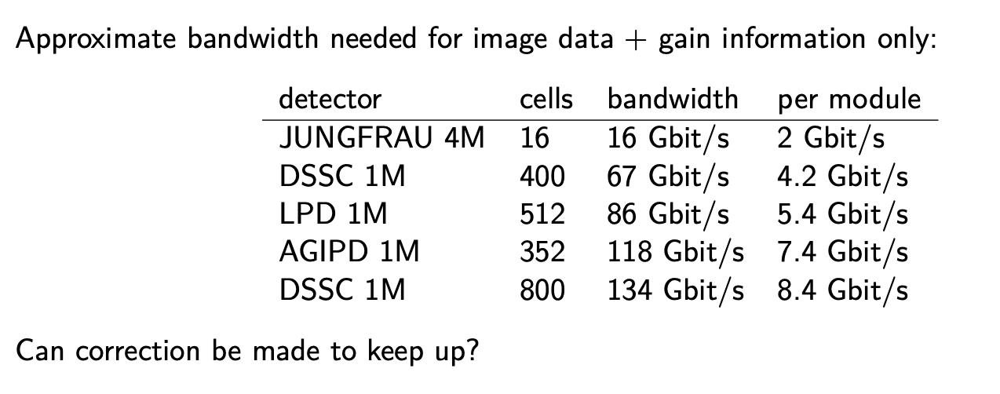 Approximate bandwidth needed for image data + gain information only:
detector cells bandwidth per module
JUNGFRAU 4M 16 16 Gbit/s 2 Gbit/s
DSSC 1M 400 67 Gbit/s 4.2 Gbit/s
LPD 1M 512 86 Gbit/s 5.4 Gbit/s
AGIPD 1M 352 118 Gbit/s 7.4 Gbit/s
DSSC 1M 800 134 Gbit/s 8.4 Gbit/s
Can correction be made to keep up?